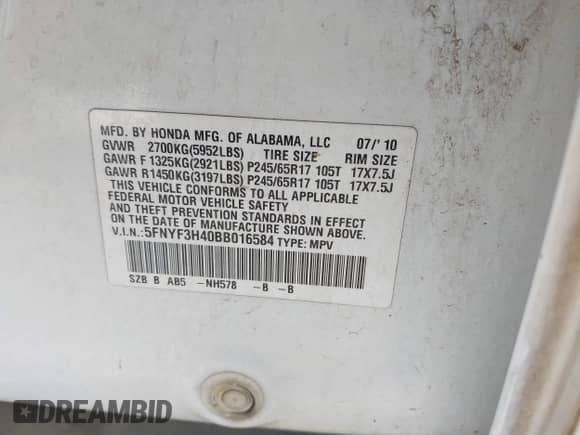 MFD. BY HONDA MFG. OF ALABAMA, LLC 07/'10
GVWR 2700KG(5952LBS) TIRE SIZE RIM SIZE
GAWR F 1325KG(2921LBS) P245/65R17 105T 17X7.5J
GAWR R1450KG(3197LBS) P245/65R17 105T 17X7.5J
THIS VEHICLE CONFORMS TO ALL APPLICABLE
FEDERAL MOTOR VEHICLE SAFETY
AND THEFT PREVENTION STANDARDS IN EFFECT
ON THE DATE OF MANUFACTURE SHOWN ABOVE.
V.I.N.:5FNYF3H40BB016584 TYPE: MPV
SZB B AB5 -NH578 -B -B
DREAMBID